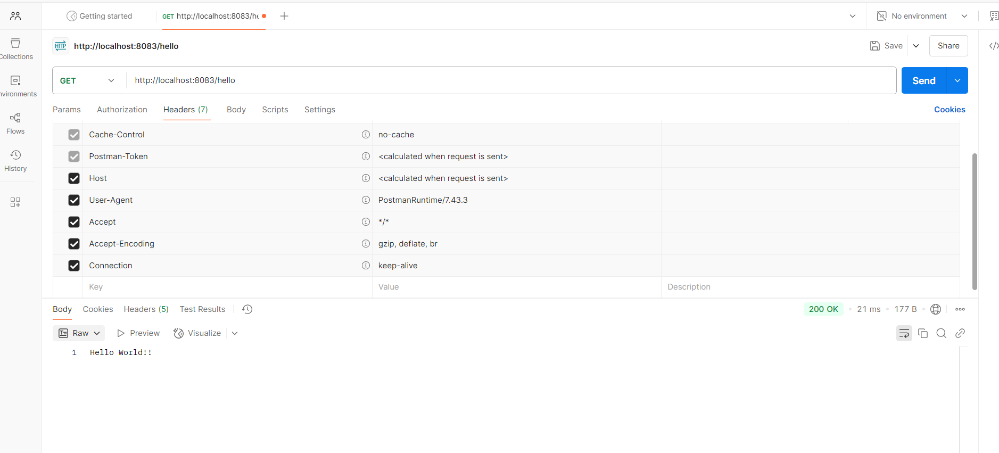 Getting started
GET http://localhost:8083/he
No environment
Collections
HTTP http://localhost:8083/hello
Save
Share
nvironments
GET http://localhost:8083/hello
Send
Params Authorization Headers (7) Body Scripts Settings
Cookies
Flows
Cache-Control no-cache
Postman-Token <calculated when request is sent>
History
Host <calculated when request is sent>
User-Agent PostmanRuntime/7.43.3
Accept */*
Accept-Encoding gzip, deflate, br
Connection keep-alive
Key Value Description
Body Cookies Headers (5) Test Results
200 OK • 21 ms • 177 B
Raw Preview Visualize
1 Hello World!!